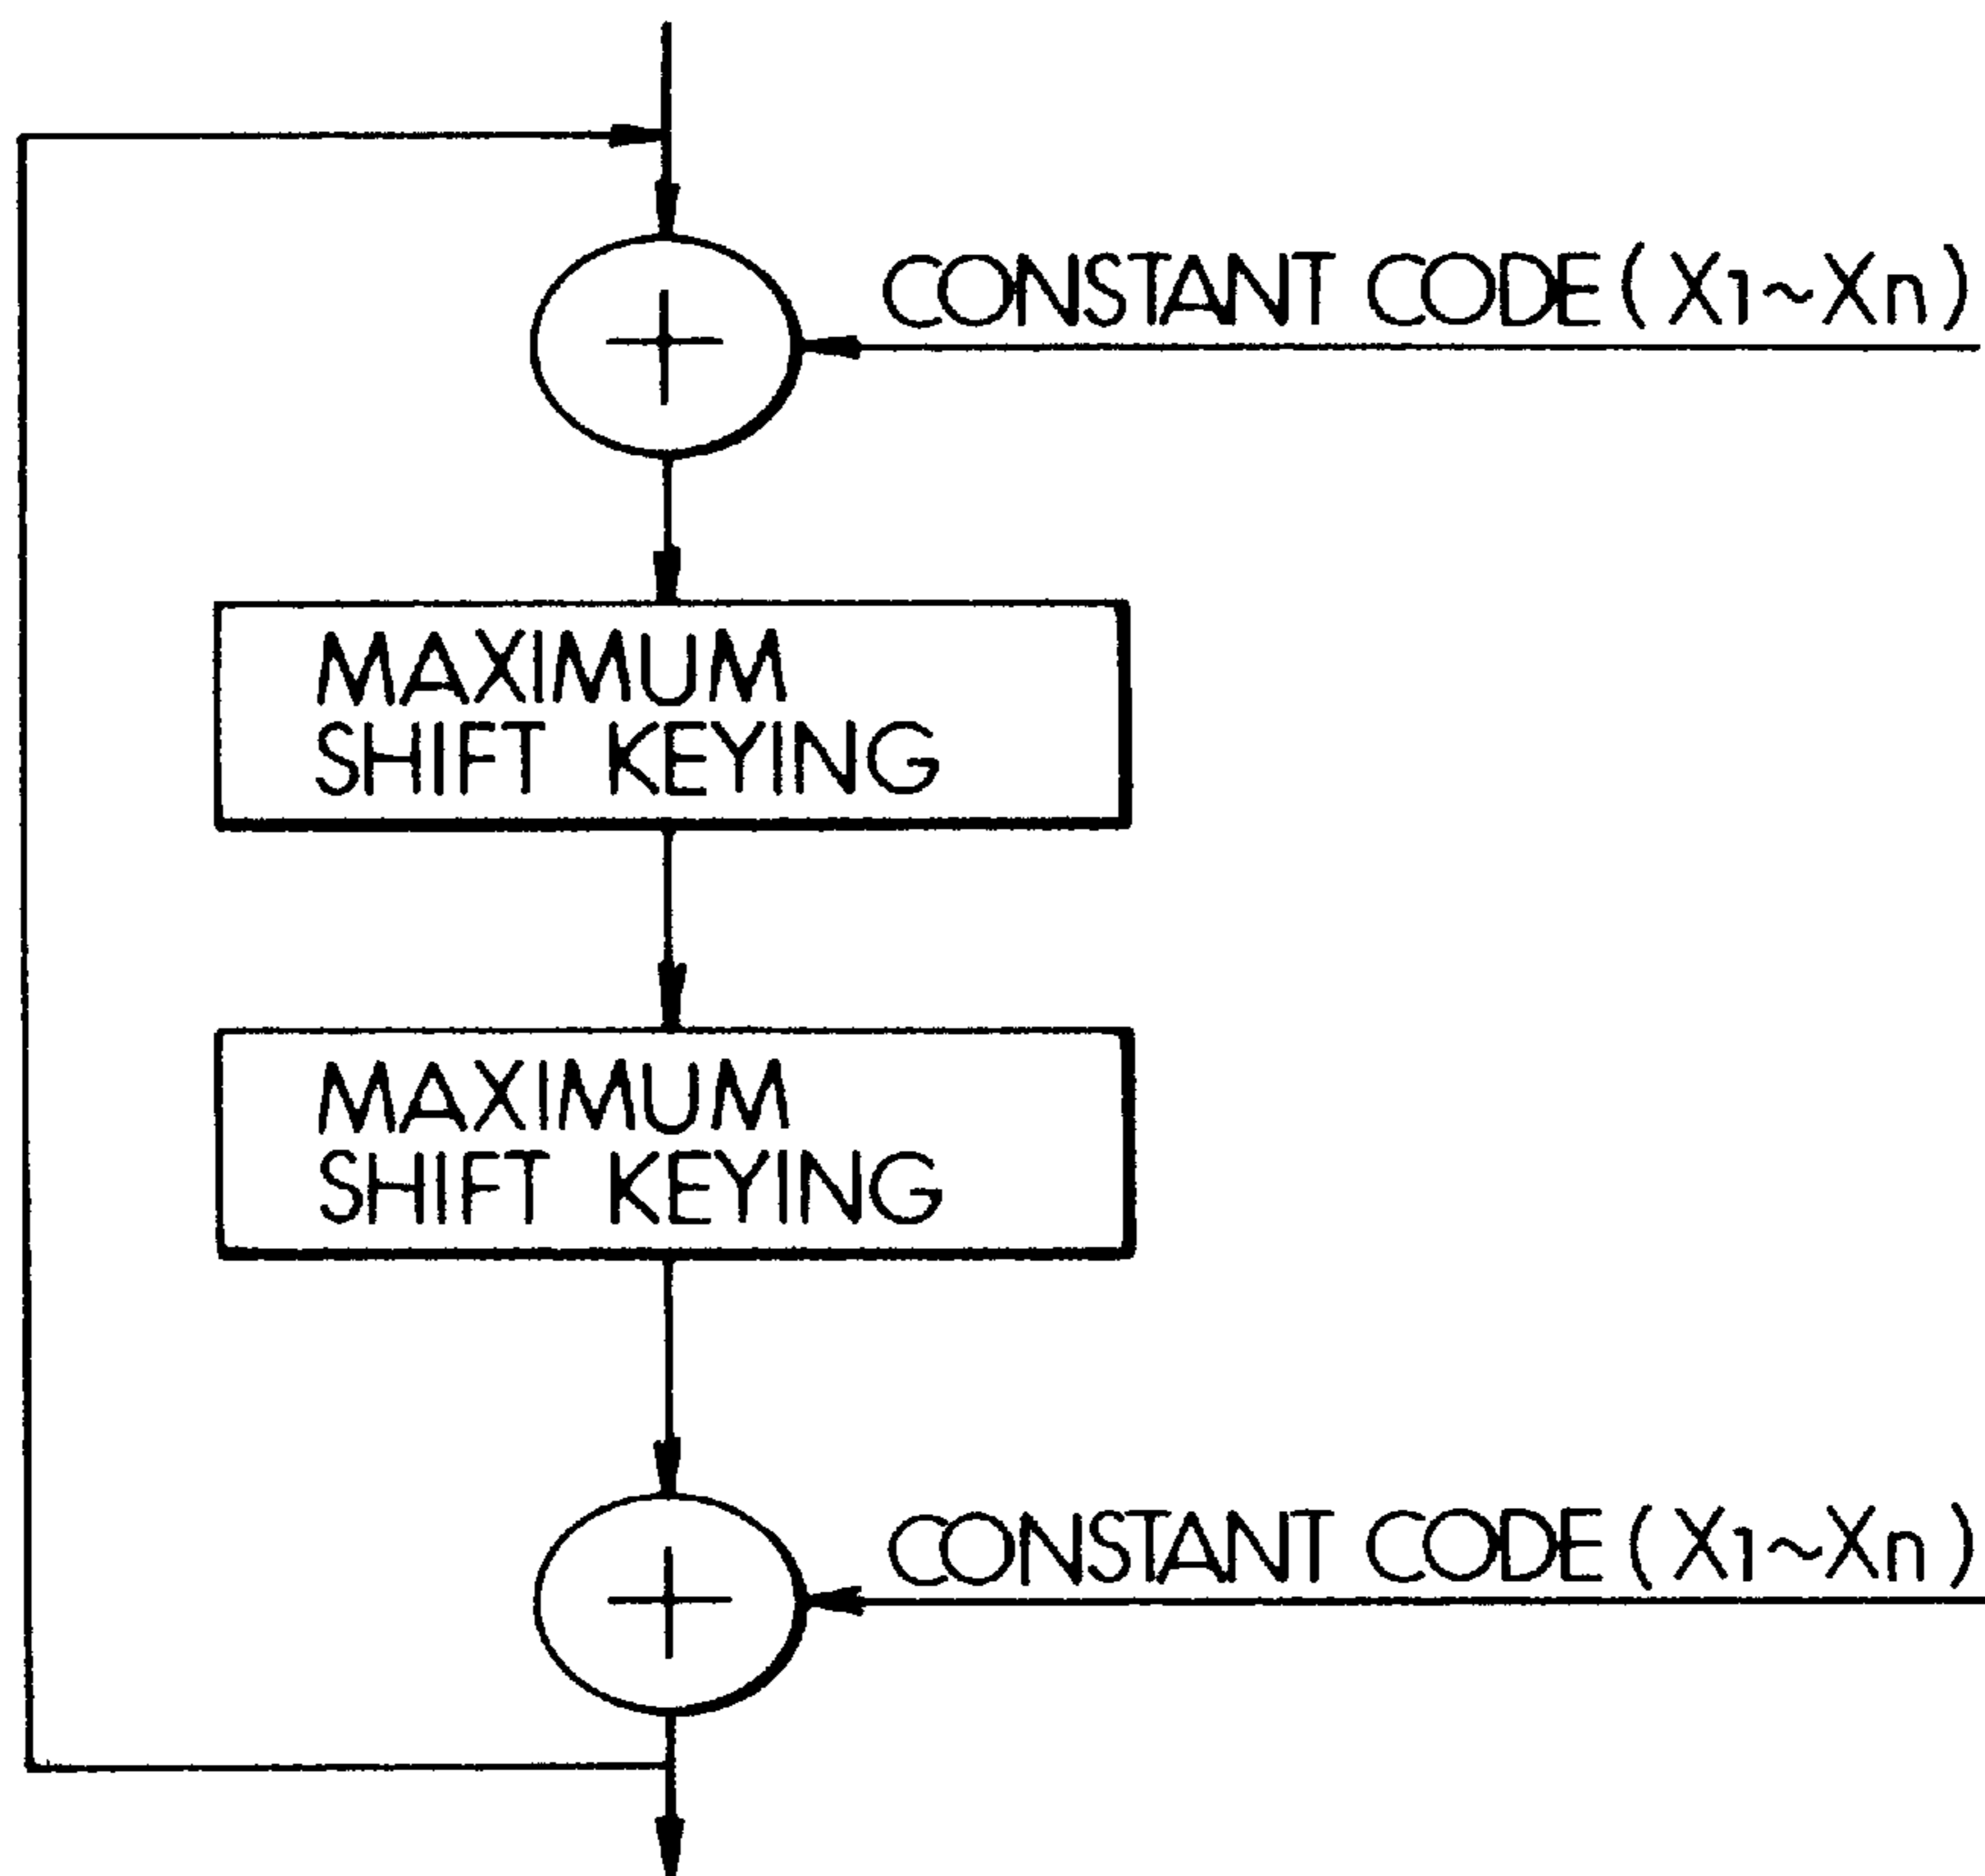 CONSTANT CODE (X1~Xn)
MAXIMUM
SHIFT KEYING
MAXIMUM
SHIFT KEYING
CONSTANT CODE (X1~Xn)